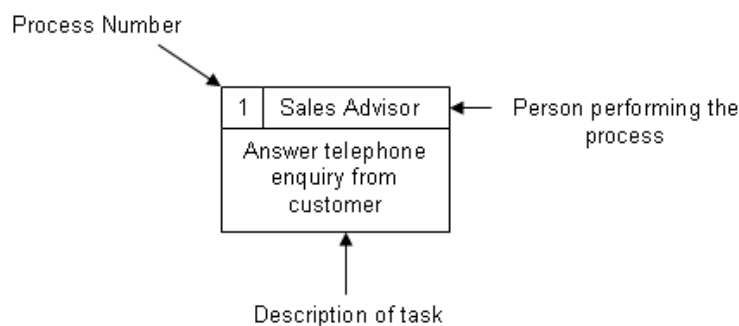 Process Number
1 Sales Advisor
Person performing the
process
Answer telephone
enquiry from
customer
Description of task